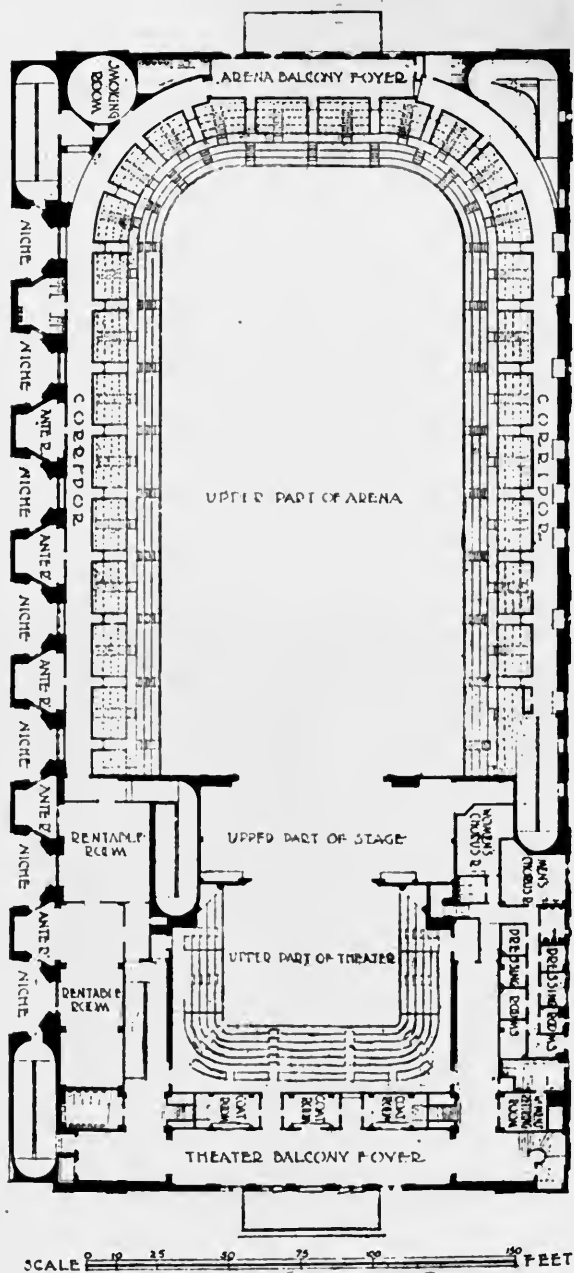 ARENA BALCONY FOYER
SMOKING
ROOM
NICHE
NICHE
NICHE
NICHE
NICHE
NICHE
NICHE
ANTE R.
ANTE R.
ANTE R.
ANTE R.
ANTE R.
ANTE R.
CORRIDOR
CORRIDOR
UPPER PART OF ARENA
RENTABLE
ROOM
UPPER PART OF STAGE
WOMEN'S
CHORUS R.
MEN'S
CHORUS R.
UPPER PART OF THEATER
RENTABLE
ROOM
DRESSING ROOMS
DRESSING ROOMS
COAT
ROOM
COAT
ROOM
COAT
ROOM
ROOM
THEATER BALCONY FOYER
SCALE 0 10 25 50 75 100 150 FEET